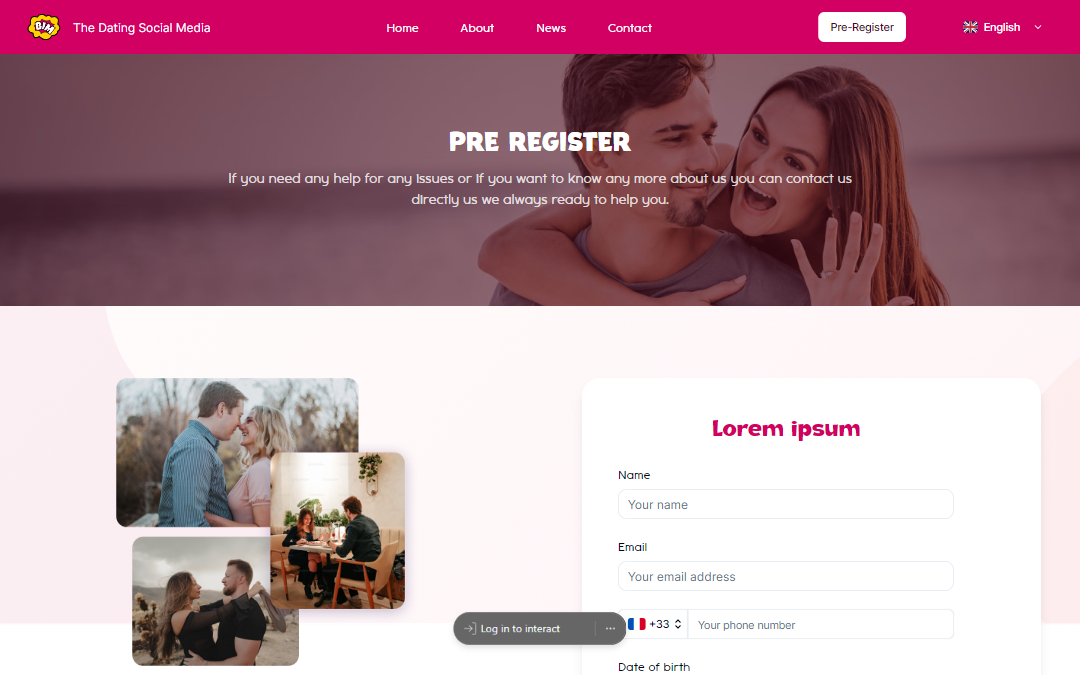 BIM
The Dating Social Media
Home
About
News
Contact
Pre-Register
English
PRE REGISTER
If you need any help for any issues or if you want to know any more about us you can contact us
directly us we always ready to help you.
Lorem ipsum
Name
Your name
Email
Your email address
+33
Your phone number
Log in to interact
Date of birth